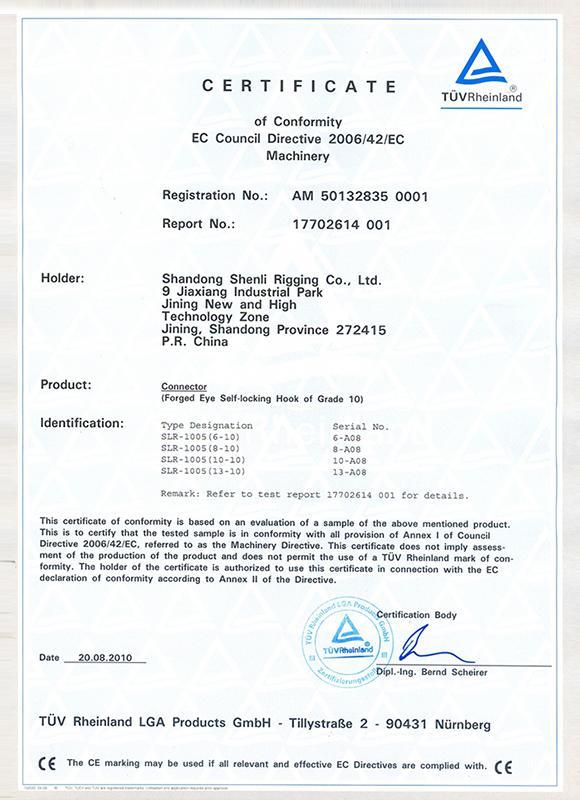 TÜVRheinland®
CERTIFICATE
of Conformity
EC Council Directive 2006/42/EC
Machinery
Registration No.: AM 50132835 0001
Report No.: 17702614 001
Holder: Shandong Shenli Rigging Co., Ltd.
9 Jiaxiang Industrial Park
Jining New and High
Technology Zone
Jining, Shandong Province 272415
P.R. China
Product: Connector
(Forged Eye Self-locking Hook of Grade 10)
Identification: Type Designation Serial No.
SLR-1005(6-10) 6-A08
SLR-1005(8-10) 8-A08
SLR-1005(10-10) 10-A08
SLR-1005(13-10) 13-A08
Remark: Refer to test report 17702614 001 for details.
This certificate of conformity is based on an evaluation of a sample of the above mentioned product.
This is to certify that the tested sample is in conformity with all provision of Annex I of Council
Directive 2006/42/EC, referred to as the Machinery Directive. This certificate does not imply assess-
ment of the production of the product and does not permit the use of a TÜV Rheinland mark of con-
formity. The holder of the certificate is authorized to use this certificate in connection with the EC
declaration of conformity according to Annex II of the Directive.
TÜV Rheinland LGA Products GmbH
TÜVRheinland
Zertifizierungsstelle
Certification Body
Date 20.08.2010
Dipl.-Ing. Bernd Scheirer
TÜV Rheinland LGA Products GmbH - Tillystraße 2 - 90431 Nürnberg
CE The CE marking may be used if all relevant and effective EC Directives are complied with. CE